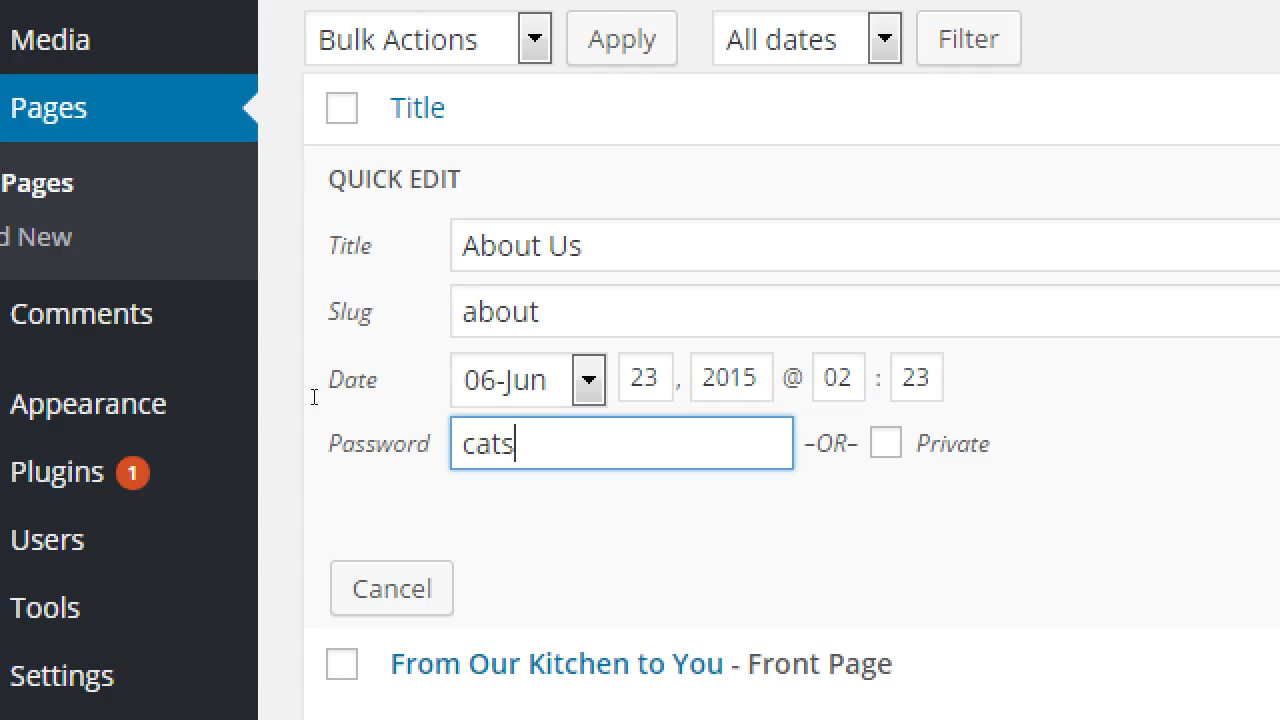 Media
Pages
Pages
d New
Comments
Appearance
Plugins 1
Users
Tools
Settings
Bulk Actions Apply All dates Filter
Title
QUICK EDIT
Title About Us
Slug about
Date 06-Jun 23 , 2015 @ 02 : 23
Password cats –OR– Private
Cancel
From Our Kitchen to You - Front Page